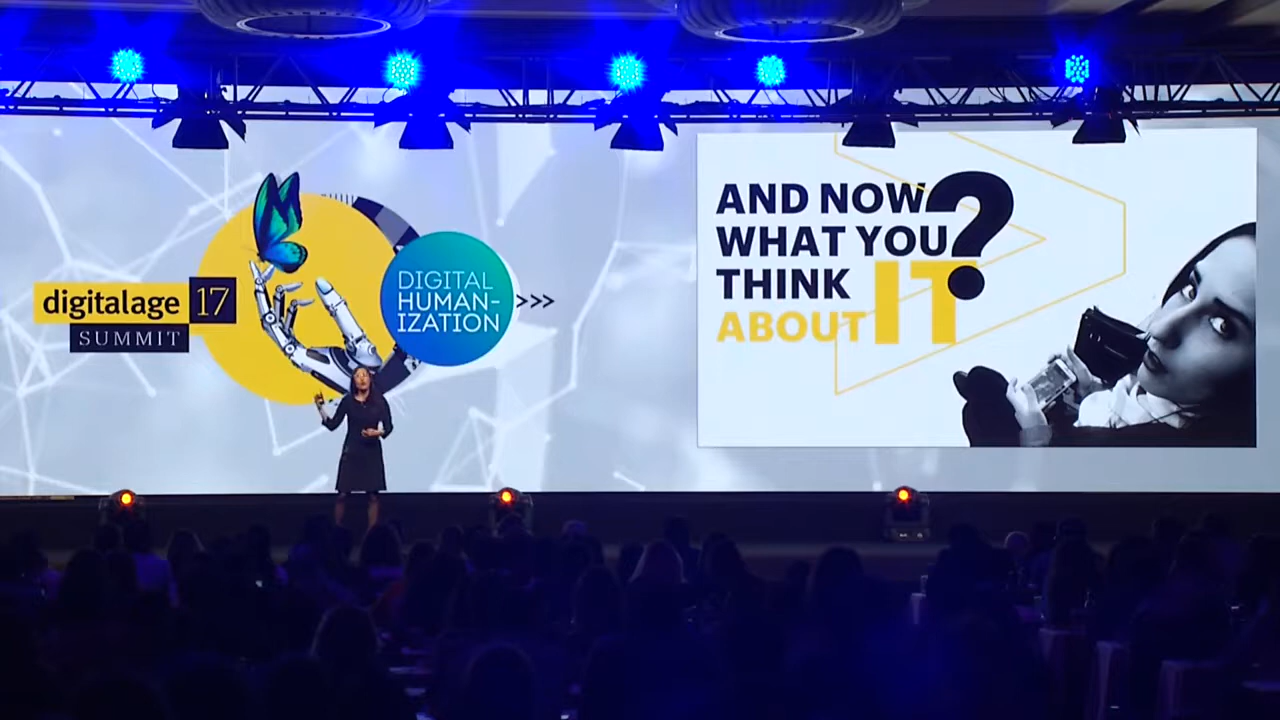 digitalage 17
SUMMIT
DIGITAL
HUMAN-
IZATION >>>
AND NOW
WHAT YOU?
THINK
ABOUT IT